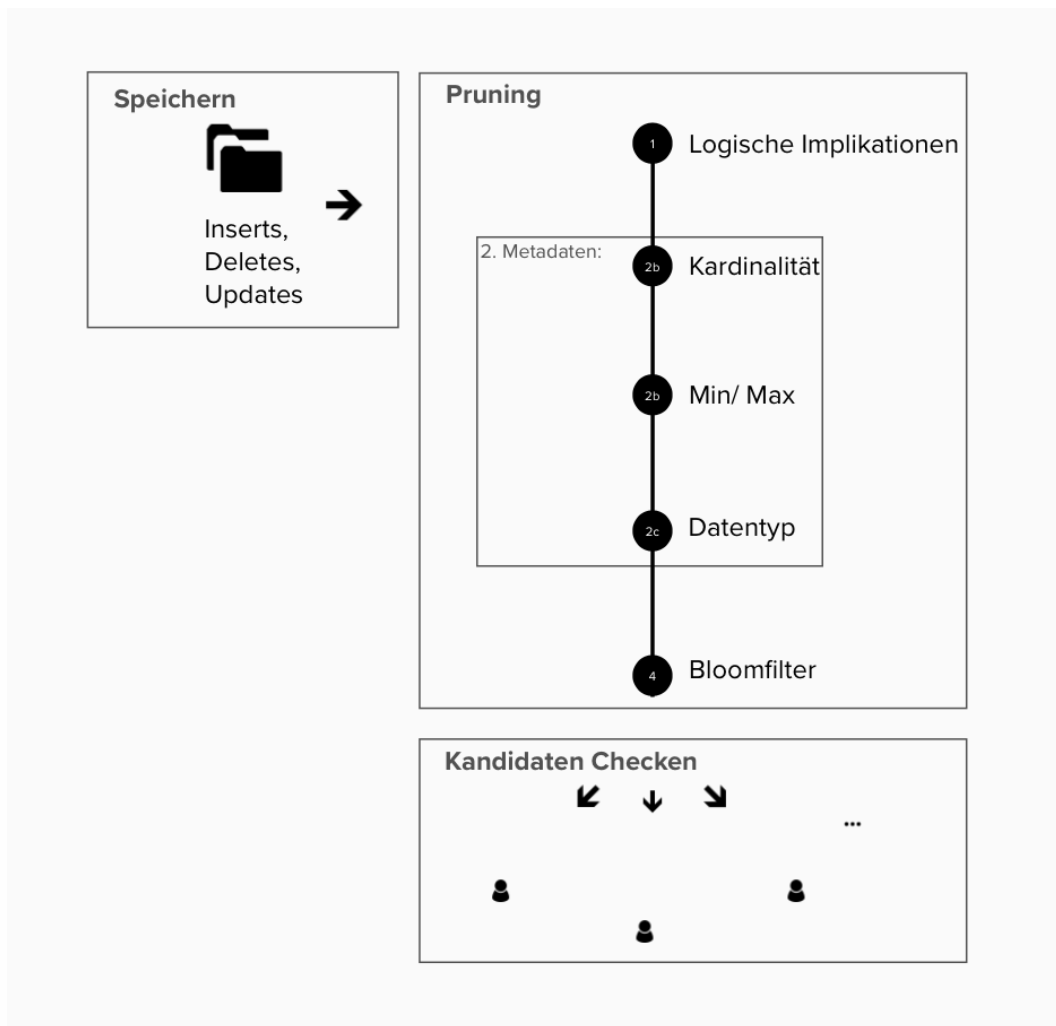 Speichern
Inserts,
Deletes,
Updates
Pruning
1 Logische Implikationen
2. Metadaten:
2b Kardinalität
2b Min/ Max
2c Datentyp
4 Bloomfilter
Kandidaten Checken
...